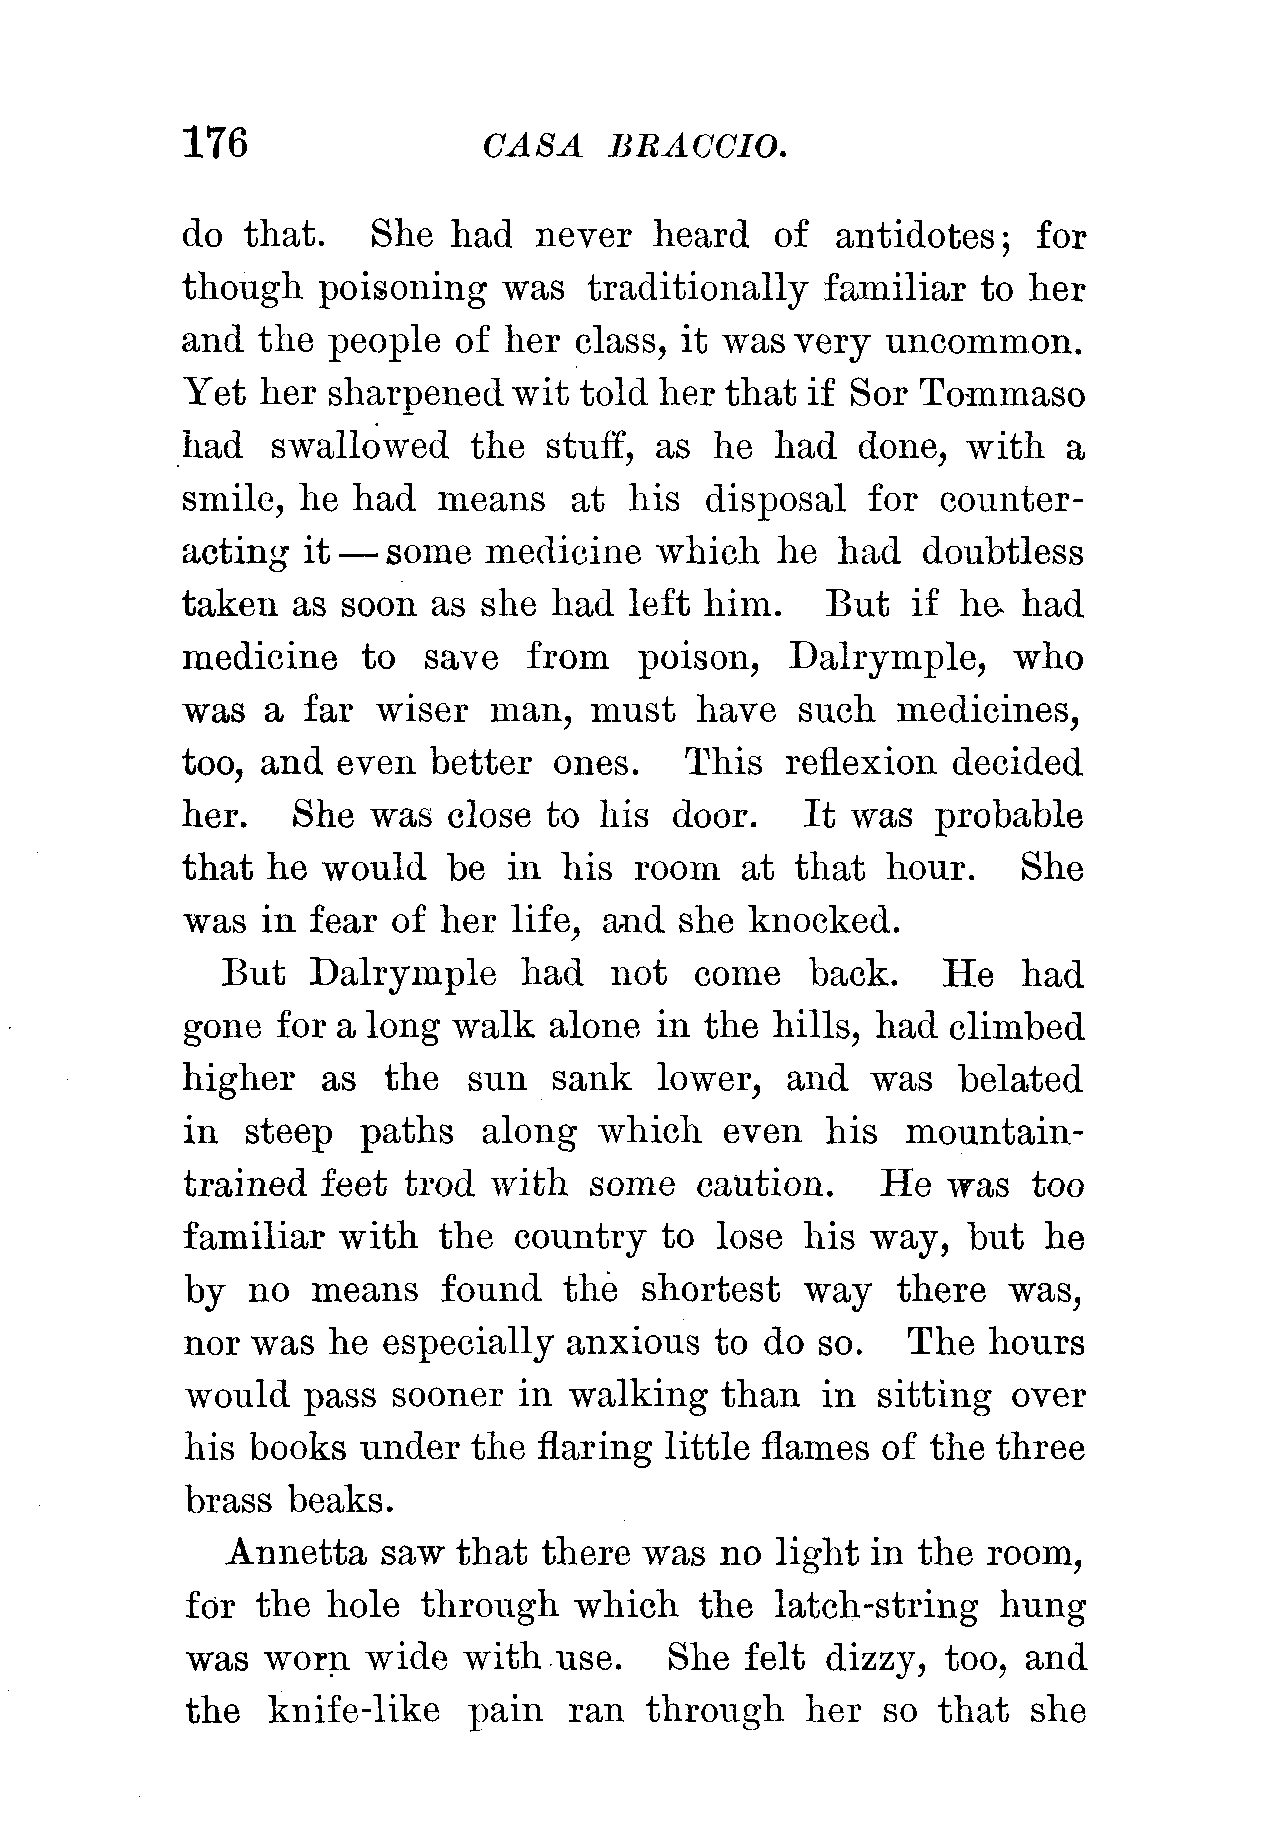 176 CASA BRACCIO.
do that. She had never heard of antidotes; for
though poisoning was traditionally familiar to her
and the people of her class, it was very uncommon.
Yet her sharpened wit told her that if Sor Tommaso
had swallowed the stuff, as he had done, with a
smile, he had means at his disposal for counter-
acting it — some medicine which he had doubtless
taken as soon as she had left him. But if he had
medicine to save from poison, Dalrymple, who
was a far wiser man, must have such medicines,
too, and even better ones. This reflexion decided
her. She was close to his door. It was probable
that he would be in his room at that hour. She
was in fear of her life, and she knocked.
But Dalrymple had not come back. He had
gone for a long walk alone in the hills, had climbed
higher as the sun sank lower, and was belated
in steep paths along which even his mountain-
trained feet trod with some caution. He was too
familiar with the country to lose his way, but he
by no means found the shortest way there was,
nor was he especially anxious to do so. The hours
would pass sooner in walking than in sitting over
his books under the flaring little flames of the three
brass beaks.
Annetta saw that there was no light in the room,
for the hole through which the latch-string hung
was worn wide with use. She felt dizzy, too, and
the knife-like pain ran through her so that she